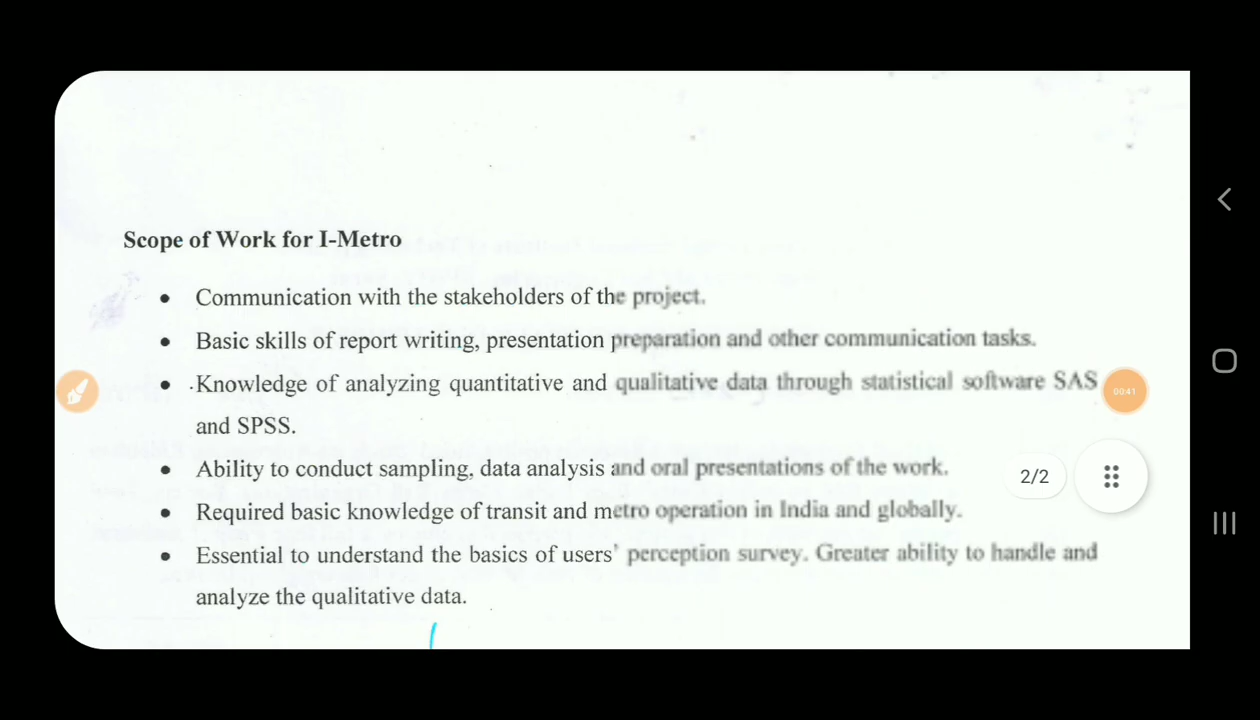 Scope of Work for I-Metro
• Communication with the stakeholders of the project.
• Basic skills of report writing, presentation preparation and other communication tasks.
• Knowledge of analyzing quantitative and qualitative data through statistical software SAS
and SPSS.
• Ability to conduct sampling, data analysis and oral presentations of the work.
• Required basic knowledge of transit and metro operation in India and globally.
• Essential to understand the basics of users' perception survey. Greater ability to handle and
analyze the qualitative data.
00:41
2/2